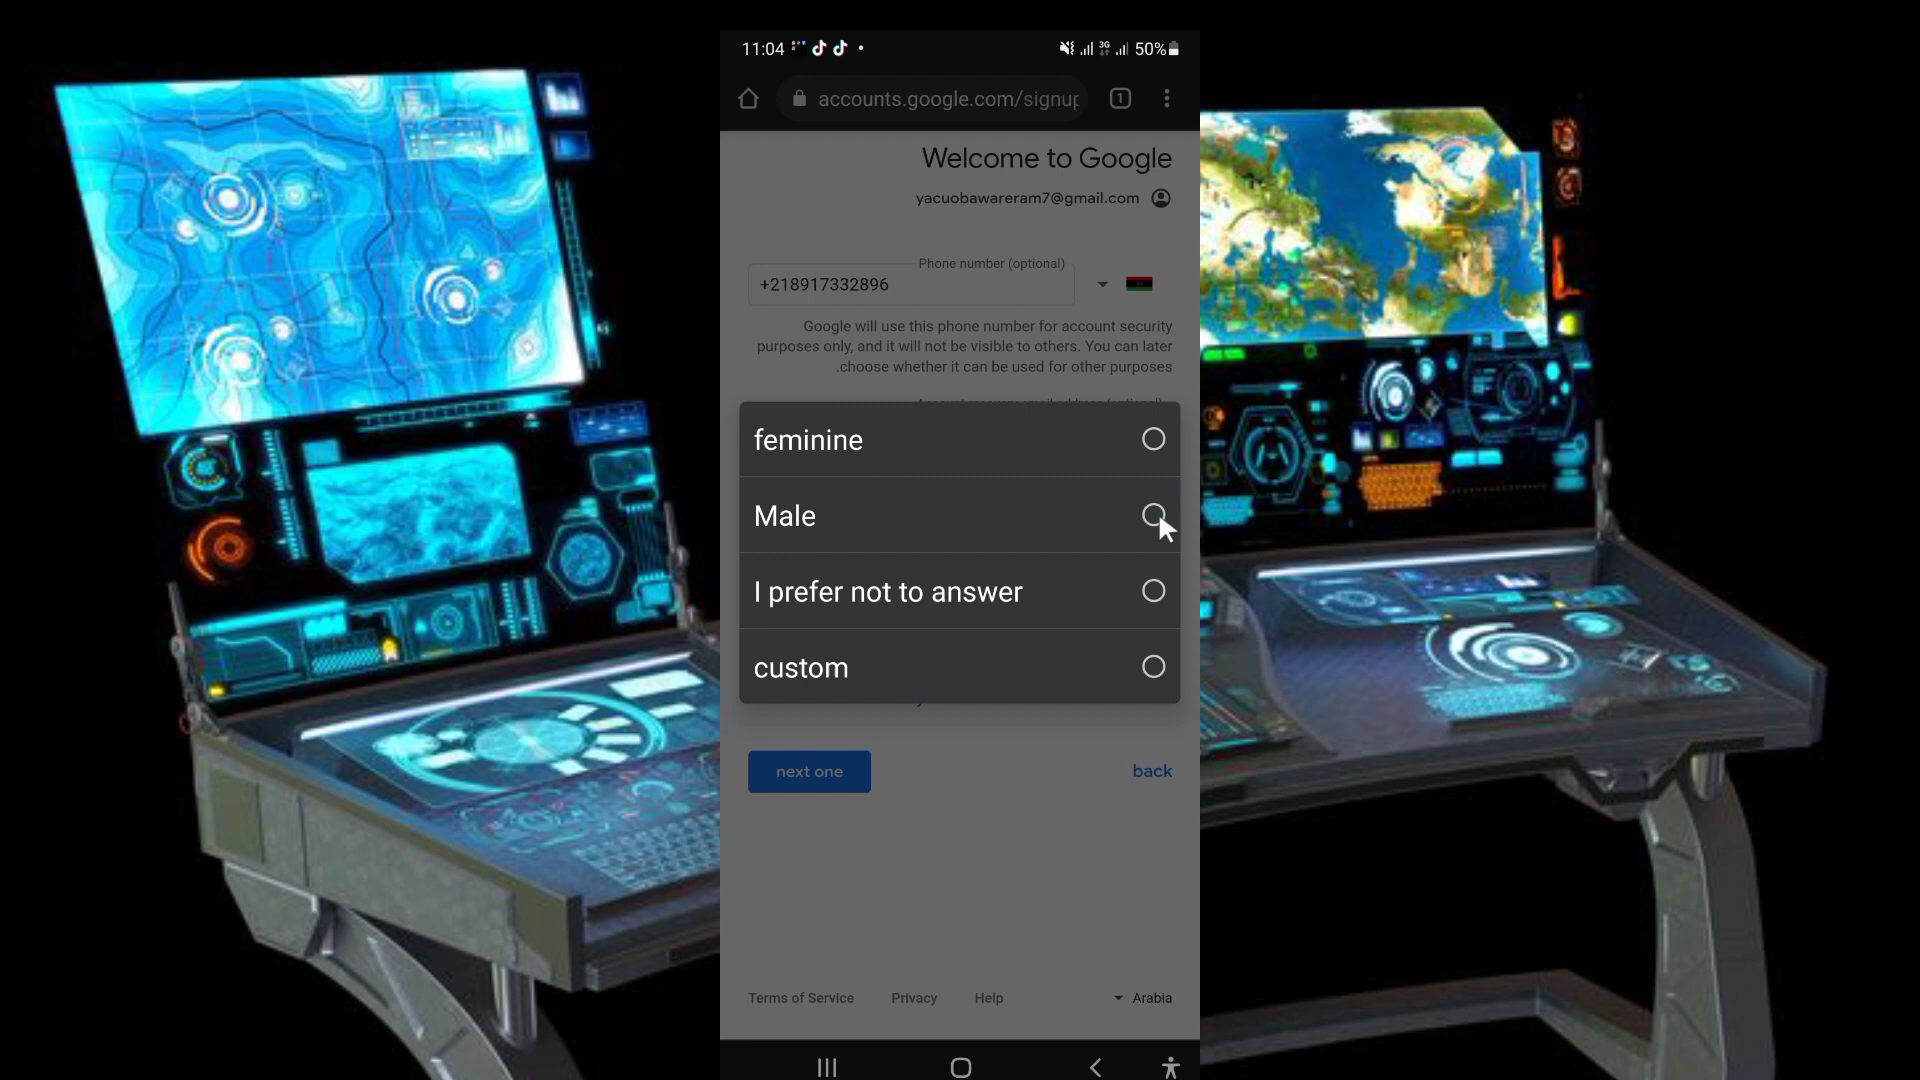 11:04
3G
50%
accounts.google.com/signup
1
Welcome to Google
yacuobawareram7@gmail.com
Phone number (optional)
+218917332896
Google will use this phone number for account security
purposes only, and it will not be visible to others. You can later
.choose whether it can be used for other purposes
feminine
Male
I prefer not to answer
custom
next one
back
Terms of Service
Privacy
Help
Arabia